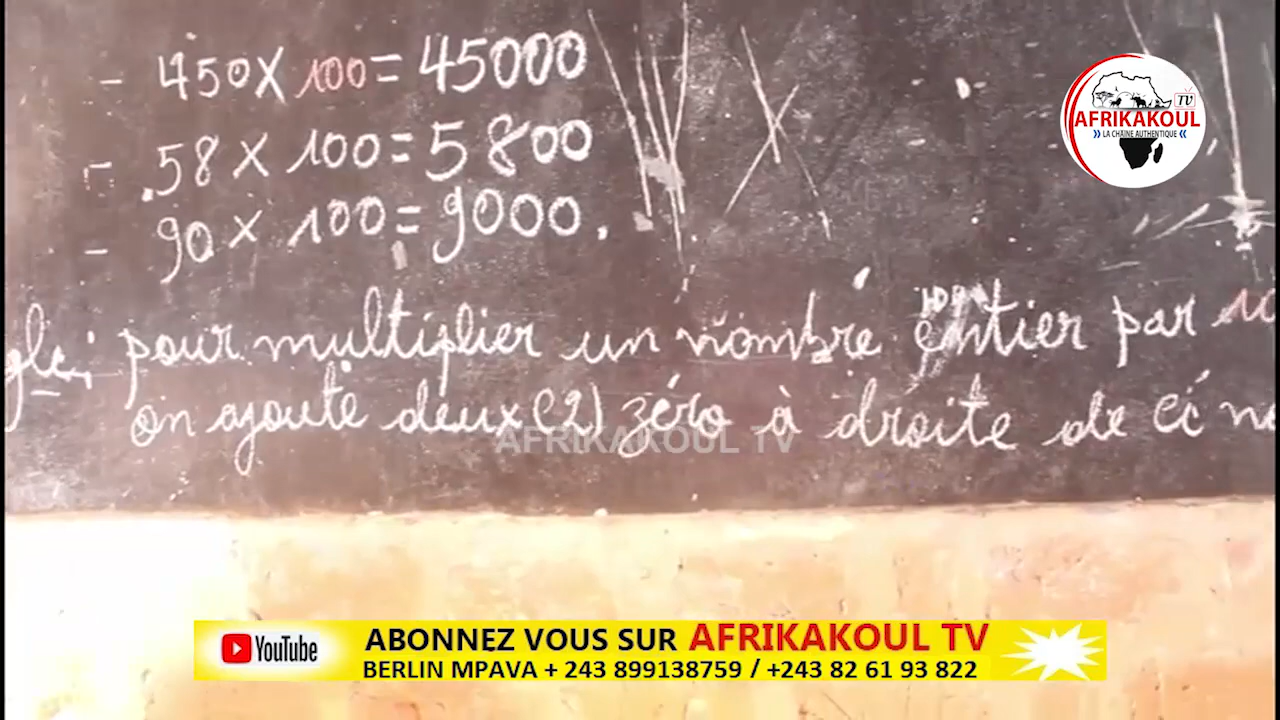 - 450 X 100 = 45000
- 58 X 100 = 5800
- 90 X 100 = 9000.
gle: pour multiplier un nombre entier par 10
on ajoute deux (2) zéro à droite de ce
AFRIKAKOUL TV
LA CHAINE AUTHENTIQUE
AFRIKAKOUL TV
YouTube
ABONNEZ VOUS SUR AFRIKAKOUL TV
BERLIN MPAVA + 243 899138759 / +243 82 61 93 822